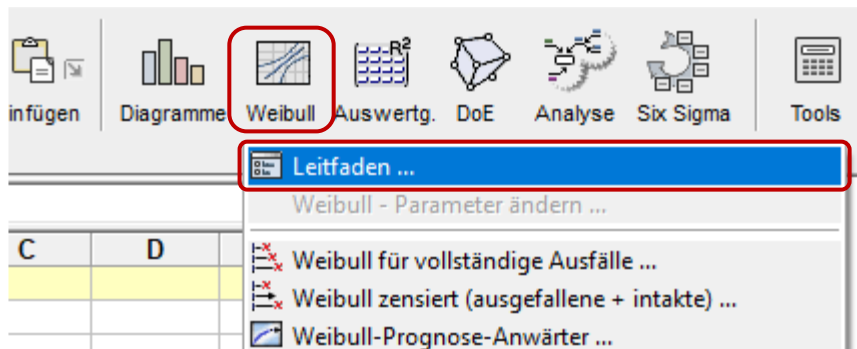 infügen Diagramme Weibull Auswertg. DoE Analyse Six Sigma Tools
R²
Leitfaden ...
Weibull - Parameter ändern ...
C D
Weibull für vollständige Ausfälle ...
Weibull zensiert (ausgefallene + intakte) ...
Weibull-Prognose-Anwärter ...